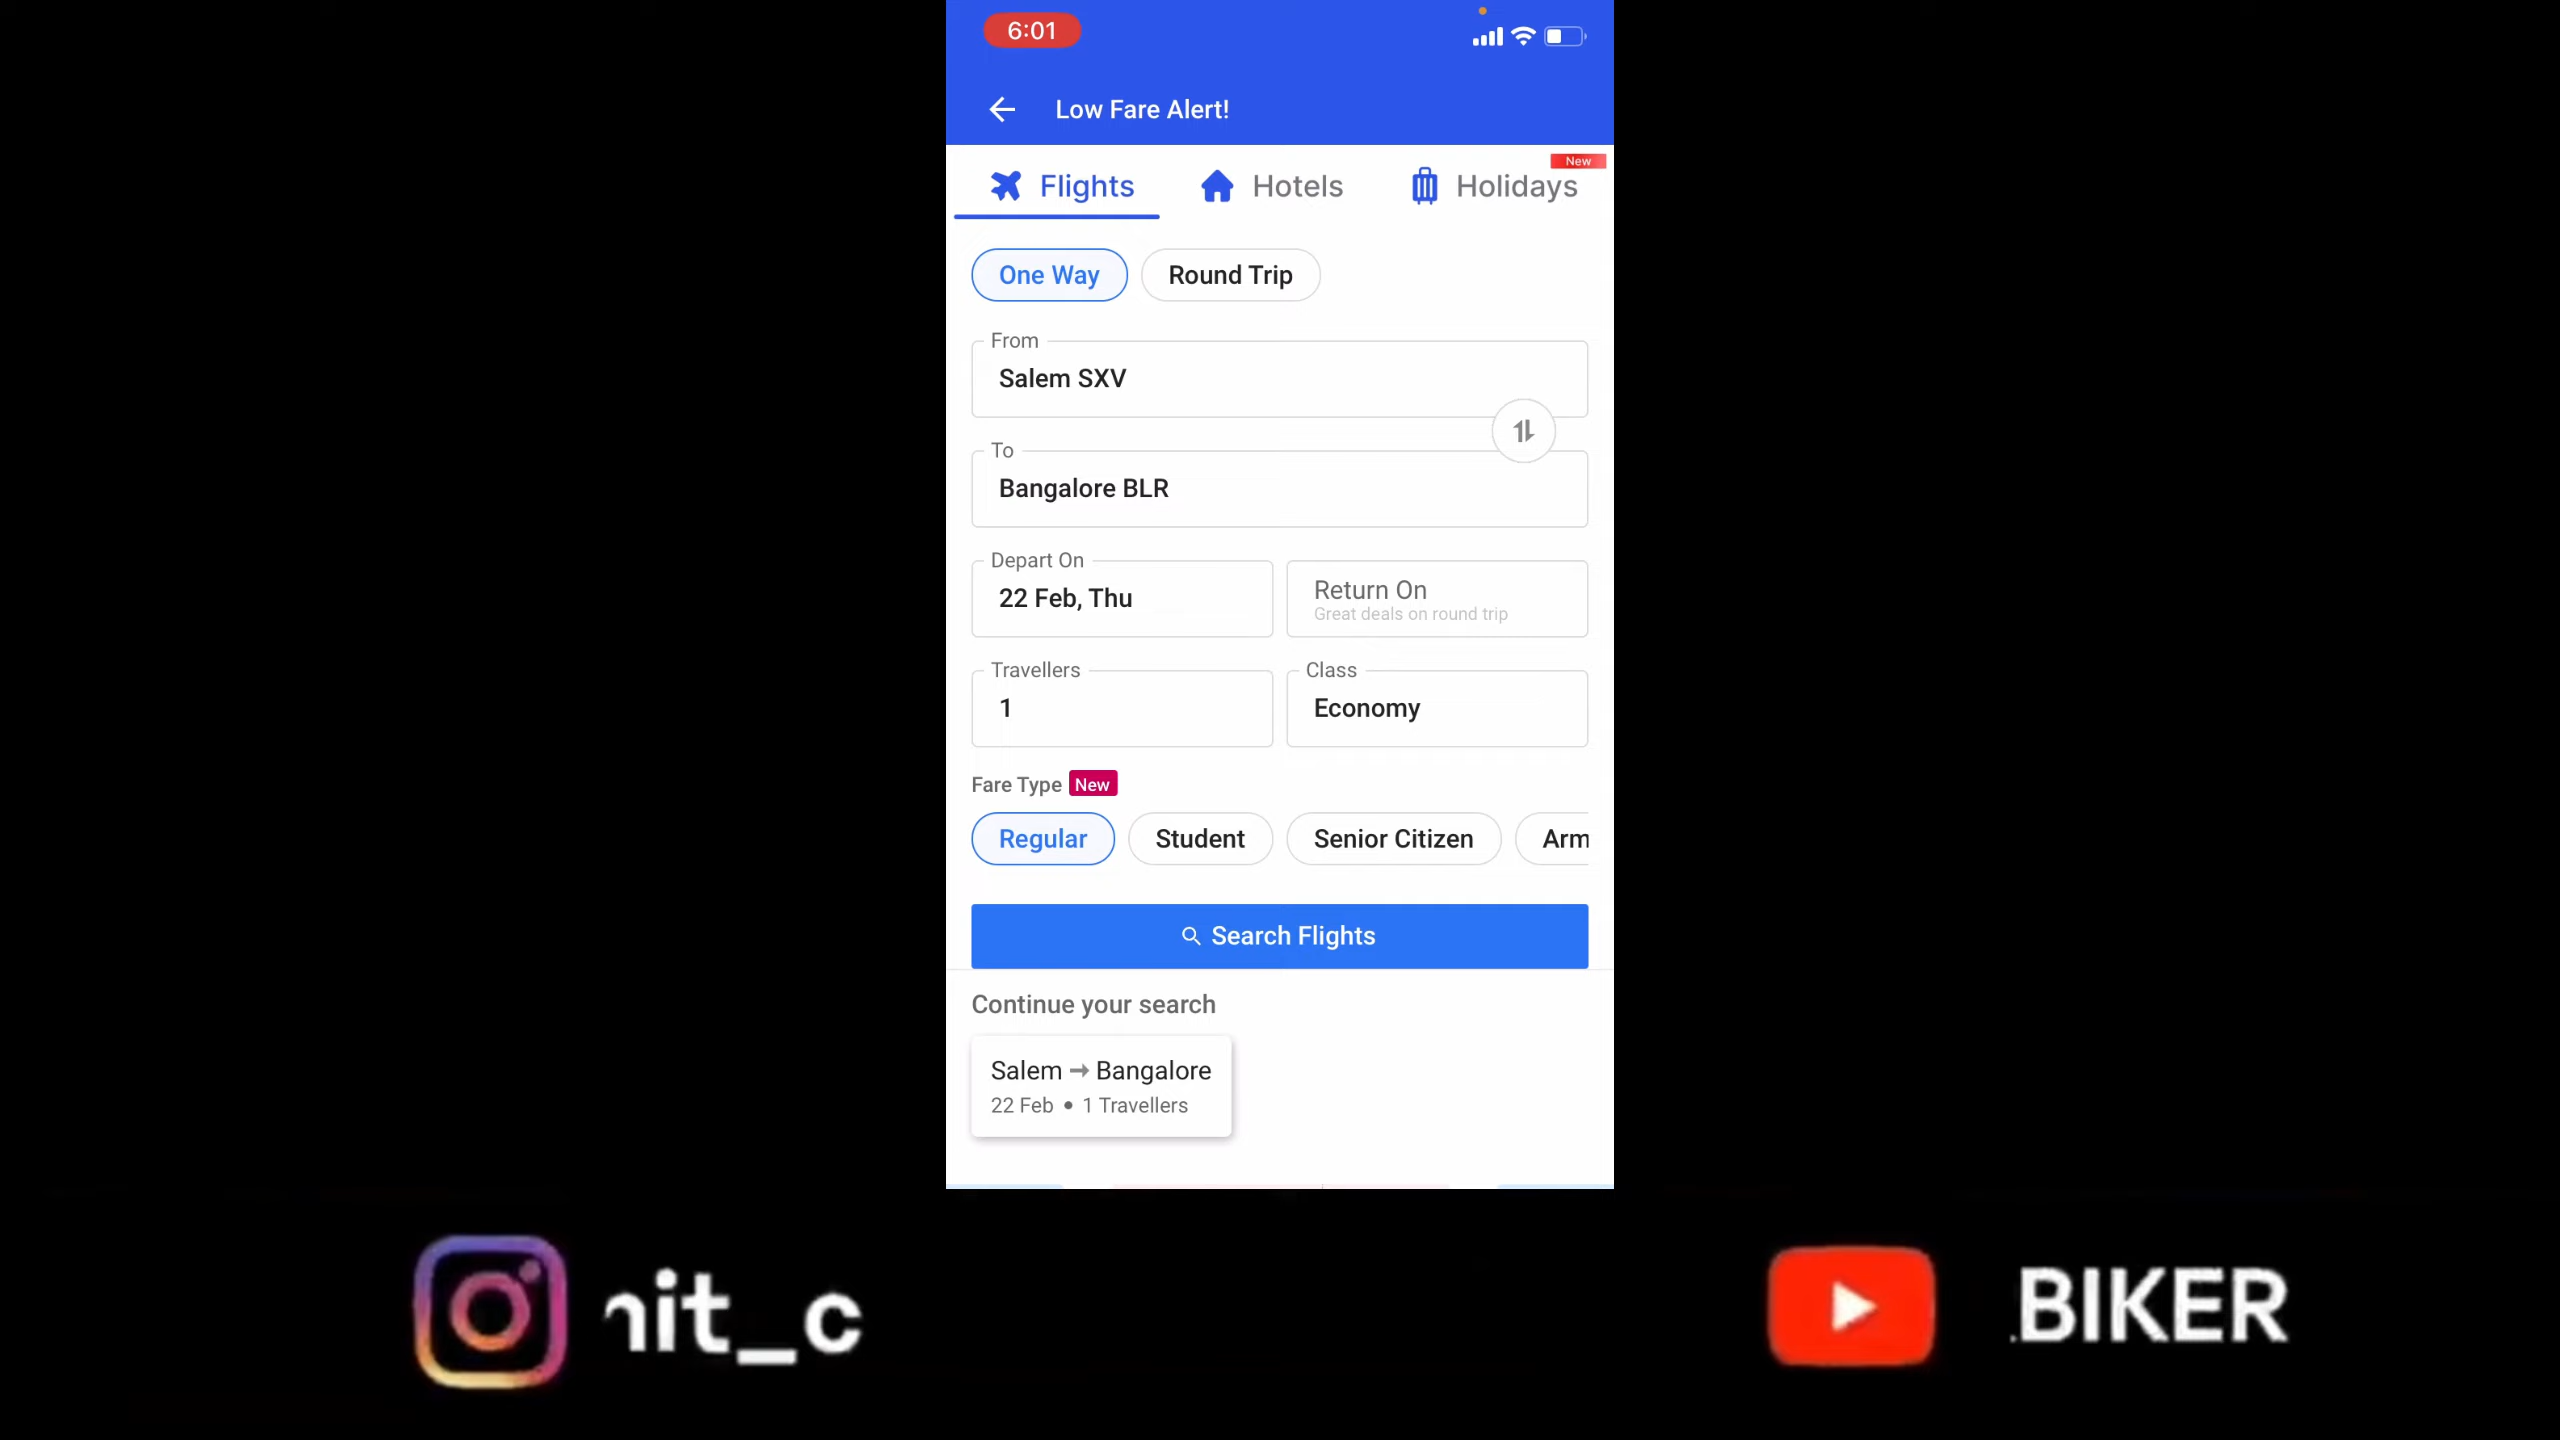 6:01
Low Fare Alert!
Flights Hotels Holidays New
One Way Round Trip
From
Salem SXV
To
Bangalore BLR
Depart On
22 Feb, Thu
Return On
Great deals on round trip
Travellers
1
Class
Economy
Fare Type New
Regular Student Senior Citizen Arm
Search Flights
Continue your search
Salem → Bangalore
22 Feb • 1 Travellers
nit_c
BIKER